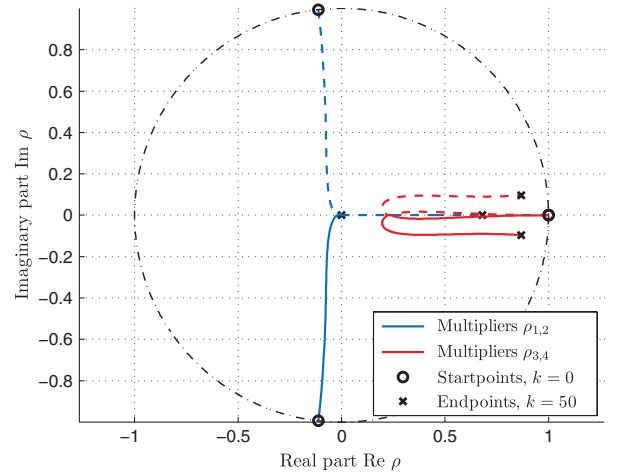 0.8
0.6
0.4
0.2
0
−0.2
−0.4
−0.6
−0.8
−1
−0.5
0
0.5
1
Imaginary part Im ρ
Real part Re ρ
Multipliers ρ1,2
Multipliers ρ3,4
Startpoints, k = 0
Endpoints, k = 50